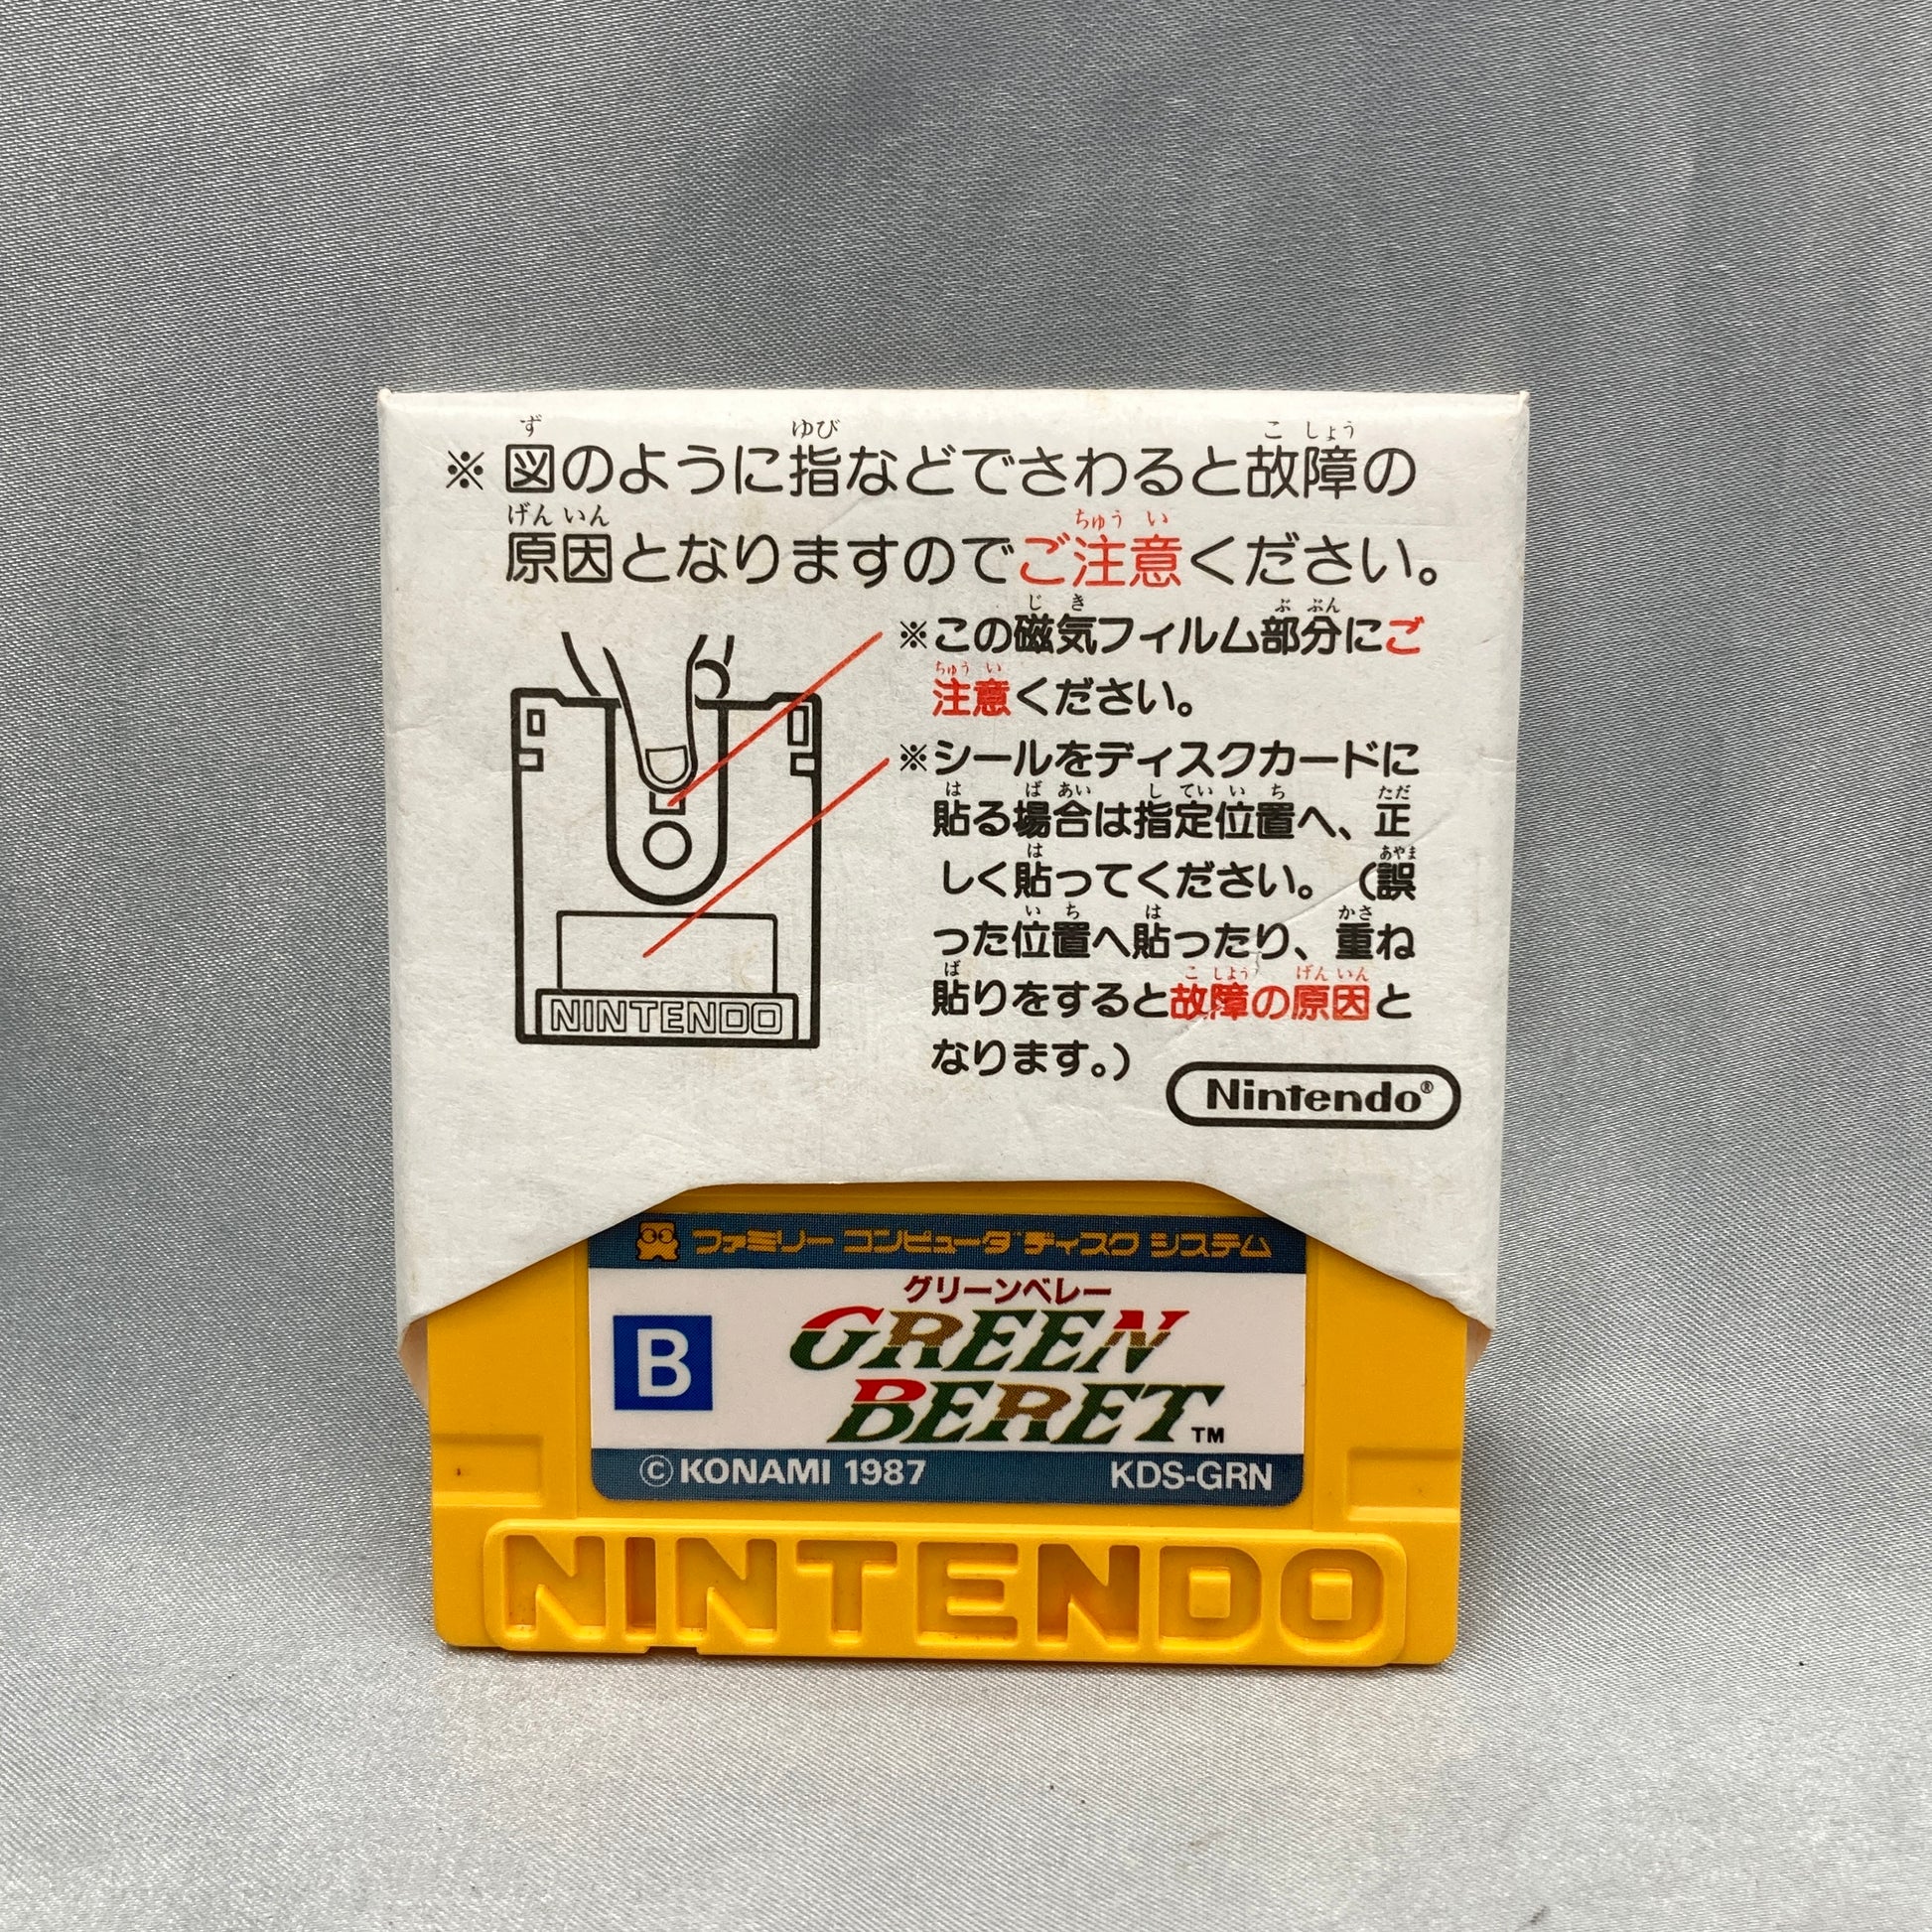 ※図のように指などでさわると故障の
原因となりますのでご注意ください。
※この磁気フィルム部分にご
注意ください。
※シールをディスクカードに
貼る場合は指定位置へ、正
しく貼ってください。（誤
った位置へ貼ったり、重ね
貼りをすると故障の原因と
なります。）
NINTENDO
Nintendo®
ファミリー コンピュータ ディスク システム
グリーンベレー
B
GREEN
BERET™
©KONAMI 1987 KDS-GRN
NINTENDO